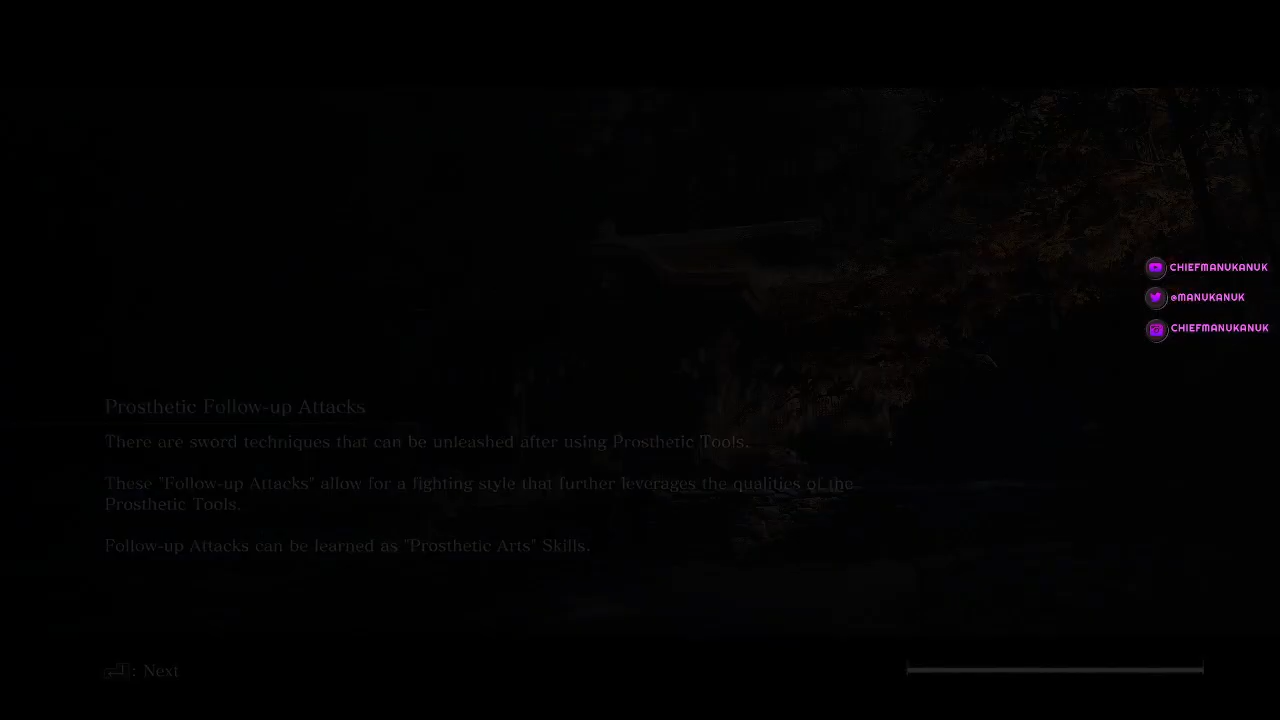 CHIEFMANUKANUK
@MANUKANUK
CHIEFMANUKANUK
Prosthetic Follow-up Attacks
There are sword techniques that can be unleashed after using Prosthetic Tools.
These "Follow-up Attacks" allow for a fighting style that further leverages the qualities of the
Prosthetic Tools.
Follow-up Attacks can be learned as "Prosthetic Arts" Skills.
: Next